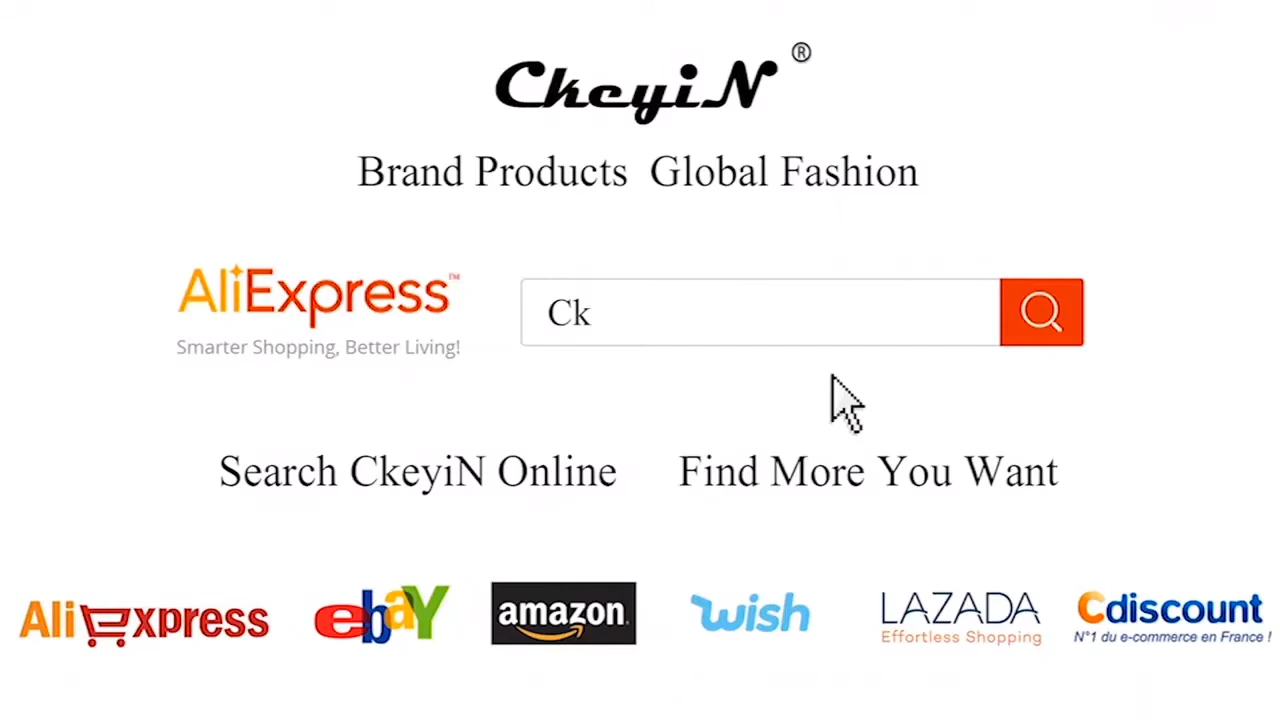 CkeyiN ®
Brand Products Global Fashion
AliExpress™
Smarter Shopping, Better Living!
Ck
Search CkeyiN Online Find More You Want
AliExpress
ebay
amazon
wish
LAZADA
Effortless Shopping
Cdiscount
N°1 du e-commerce en France !